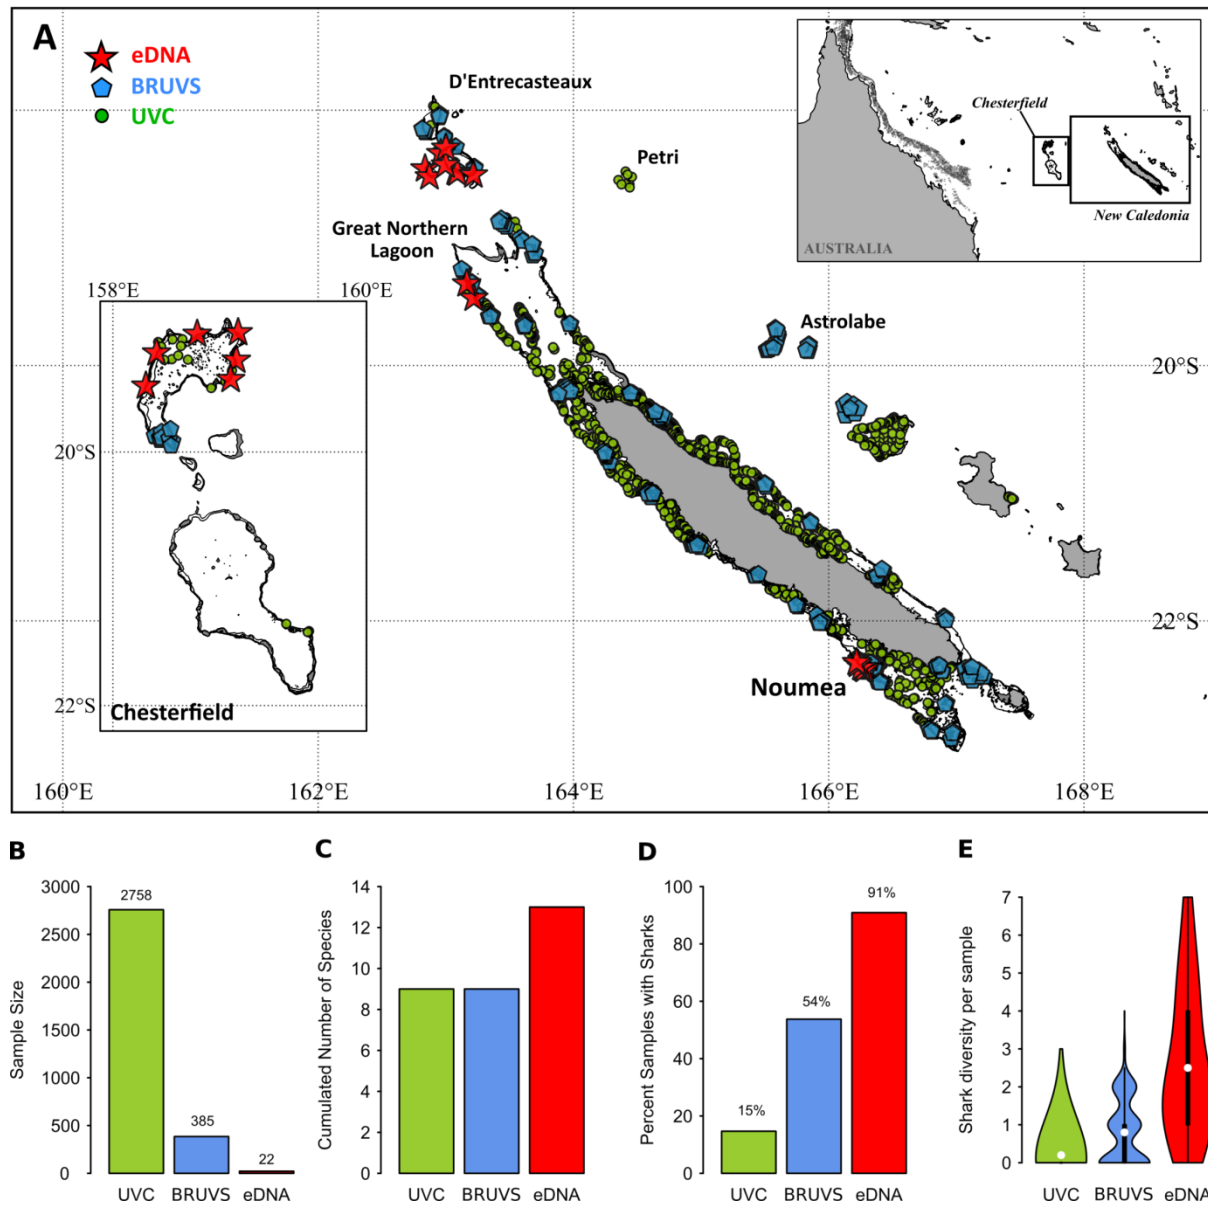 A
eDNA
BRUVS
UVC
D'Entrecasteaux
Petri
Great Northern
Lagoon
Astrolabe
Noumea
Chesterfield
New Caledonia
AUSTRALIA
158°E
160°E
20°S
22°S
Chesterfield
20°S
22°S
160°E
162°E
164°E
166°E
168°E
B
Sample Size
3000
2500
2000
1500
1000
500
0
2758
385
22
UVC
BRUVS
eDNA
C
Cumulated Number of Species
14
12
10
8
6
4
2
0
UVC
BRUVS
eDNA
D
Percent Samples with Sharks
100
80
60
40
20
0
15%
54%
91%
UVC
BRUVS
eDNA
E
Shark diversity per sample
7
6
5
4
3
2
1
0
UVC
BRUVS
eDNA